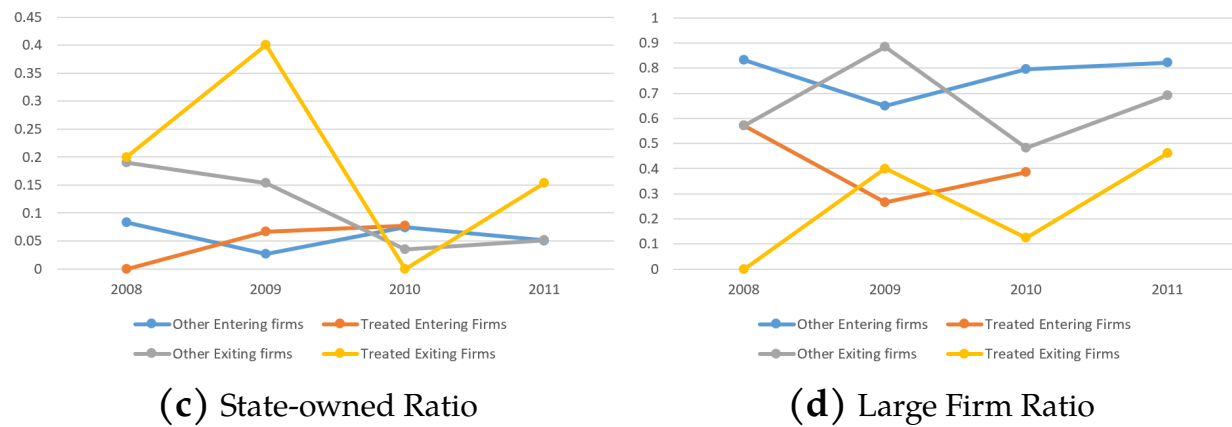 0.45
0.4
0.35
0.3
0.25
0.2
0.15
0.1
0.05
0
2008 2009 2010 2011
Other Entering firms Treated Entering Firms
Other Exiting firms Treated Exiting Firms
(c) State-owned Ratio
1
0.9
0.8
0.7
0.6
0.5
0.4
0.3
0.2
0.1
0
2008 2009 2010 2011
Other Entering firms Treated Entering Firms
Other Exiting firms Treated Exiting Firms
(d) Large Firm Ratio